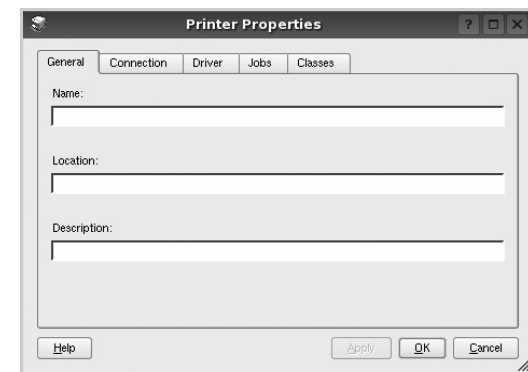 Printer Properties
General Connection Driver Jobs Classes
Name:
Location:
Description:
Help Apply OK Cancel